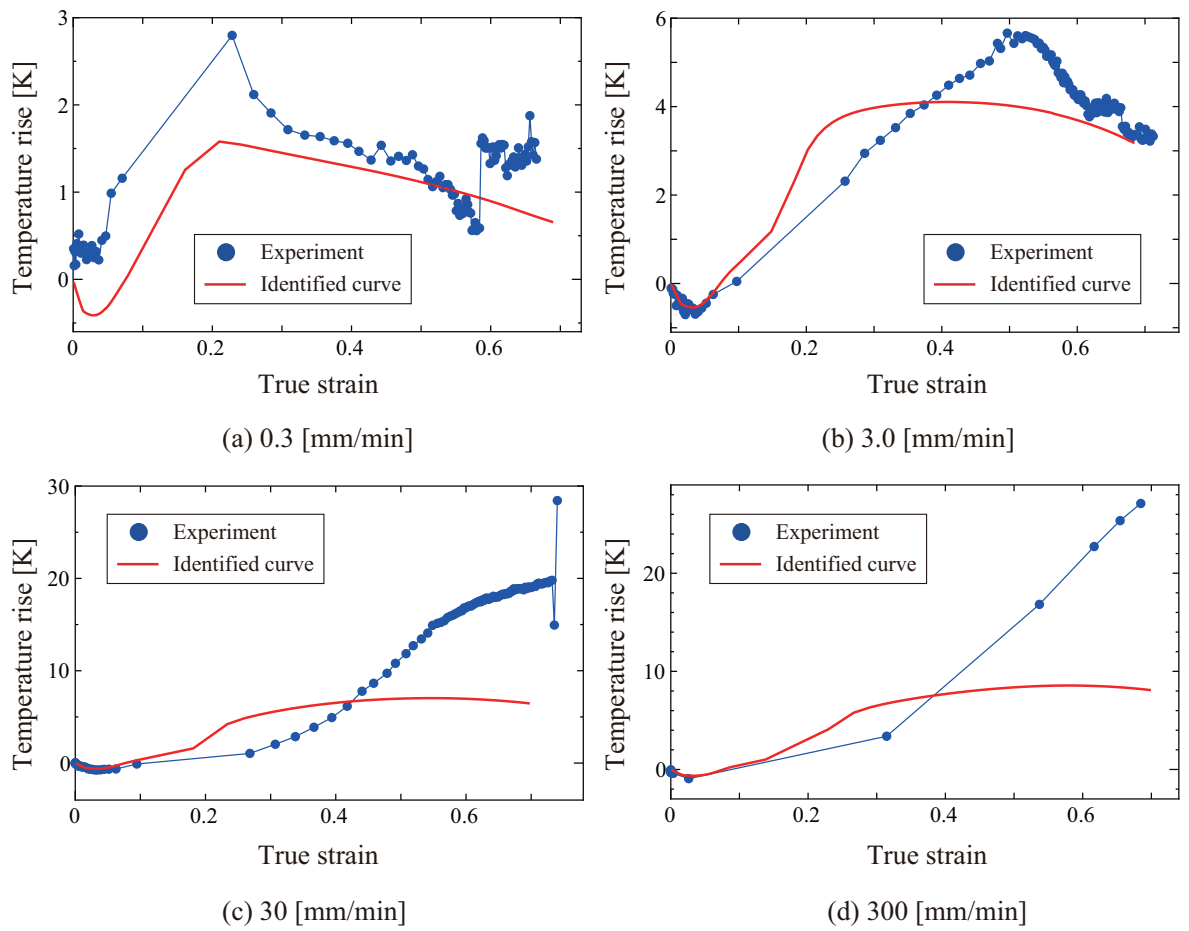 3
2
1
0
Temperature rise [K]
Experiment
Identified curve
0
0.2
0.4
0.6
True strain
(a) 0.3 [mm/min]
6
4
2
0
Temperature rise [K]
Experiment
Identified curve
0
0.2
0.4
0.6
True strain
(b) 3.0 [mm/min]
30
20
10
0
Temperature rise [K]
Experiment
Identified curve
0
0.2
0.4
0.6
True strain
(c) 30 [mm/min]
20
10
0
Temperature rise [K]
Experiment
Identified curve
0
0.2
0.4
0.6
True strain
(d) 300 [mm/min]